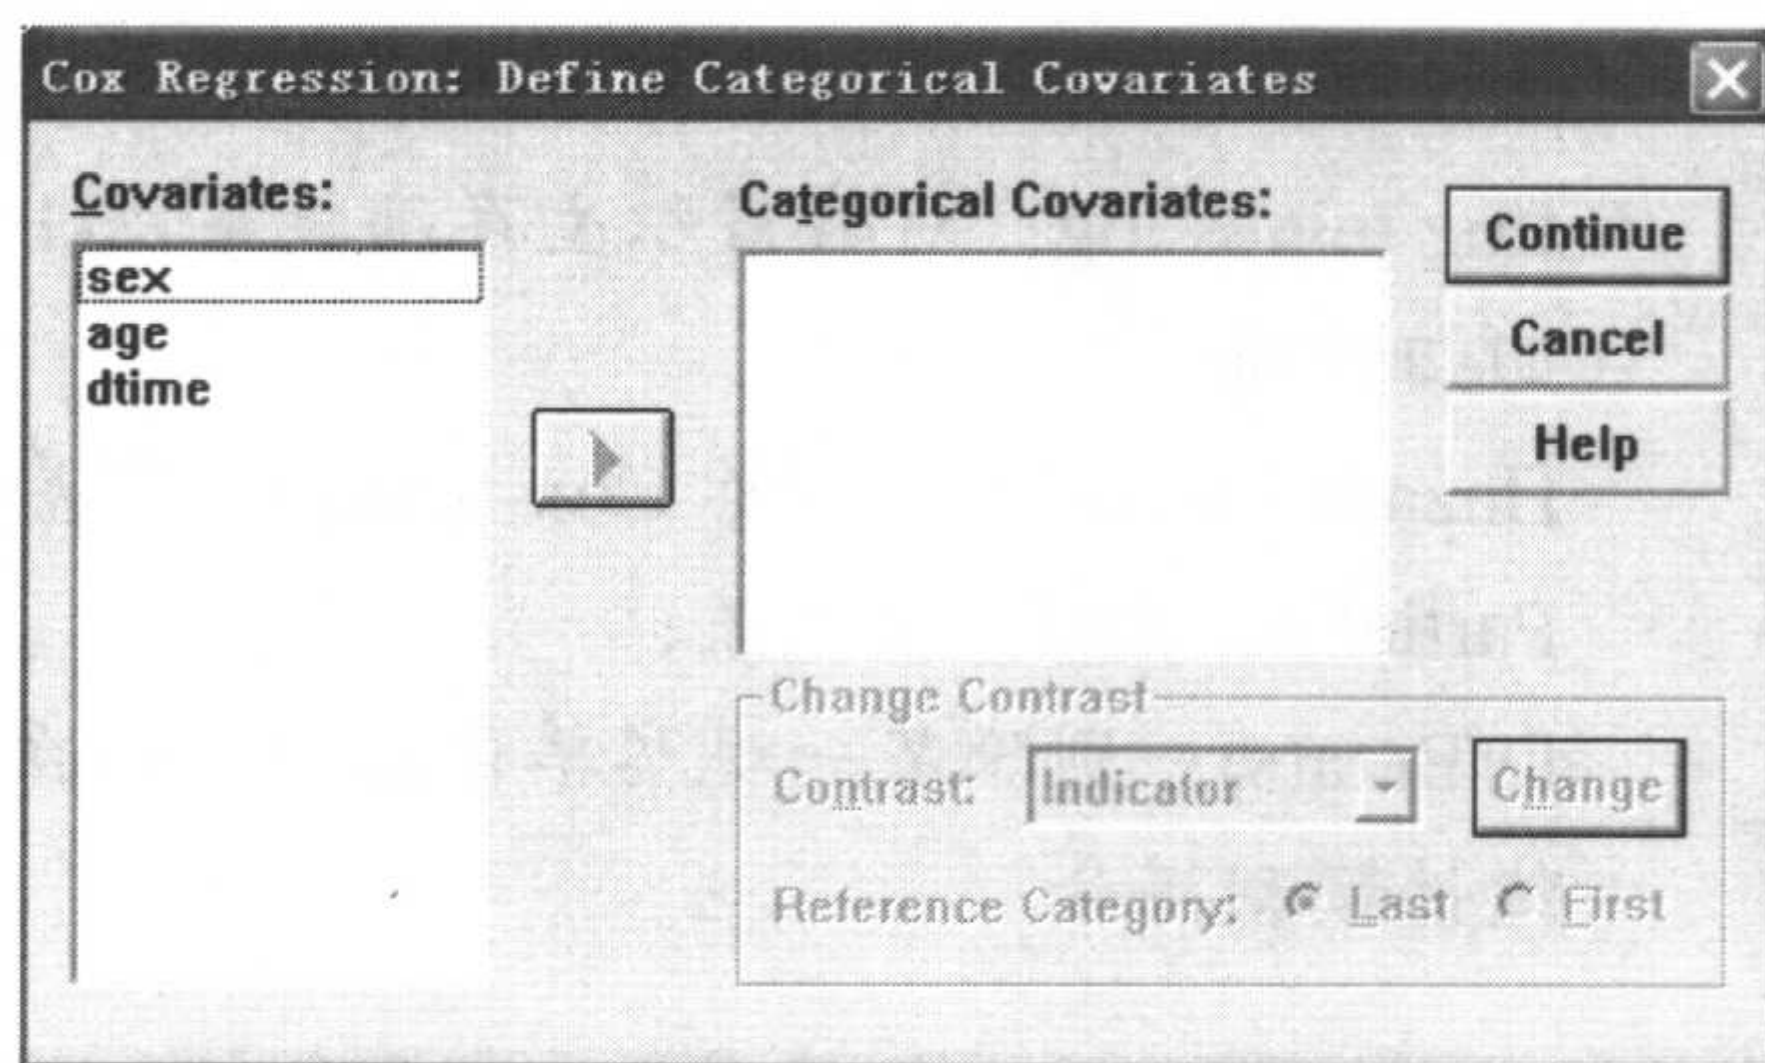 Cox Regression: Define Categorical Covariates
Covariates:
sex
age
dtime
Categorical Covariates:
Continue
Cancel
Help
Change Contrast
Contrast:
Indicator
Change
Reference Category:
Last
First